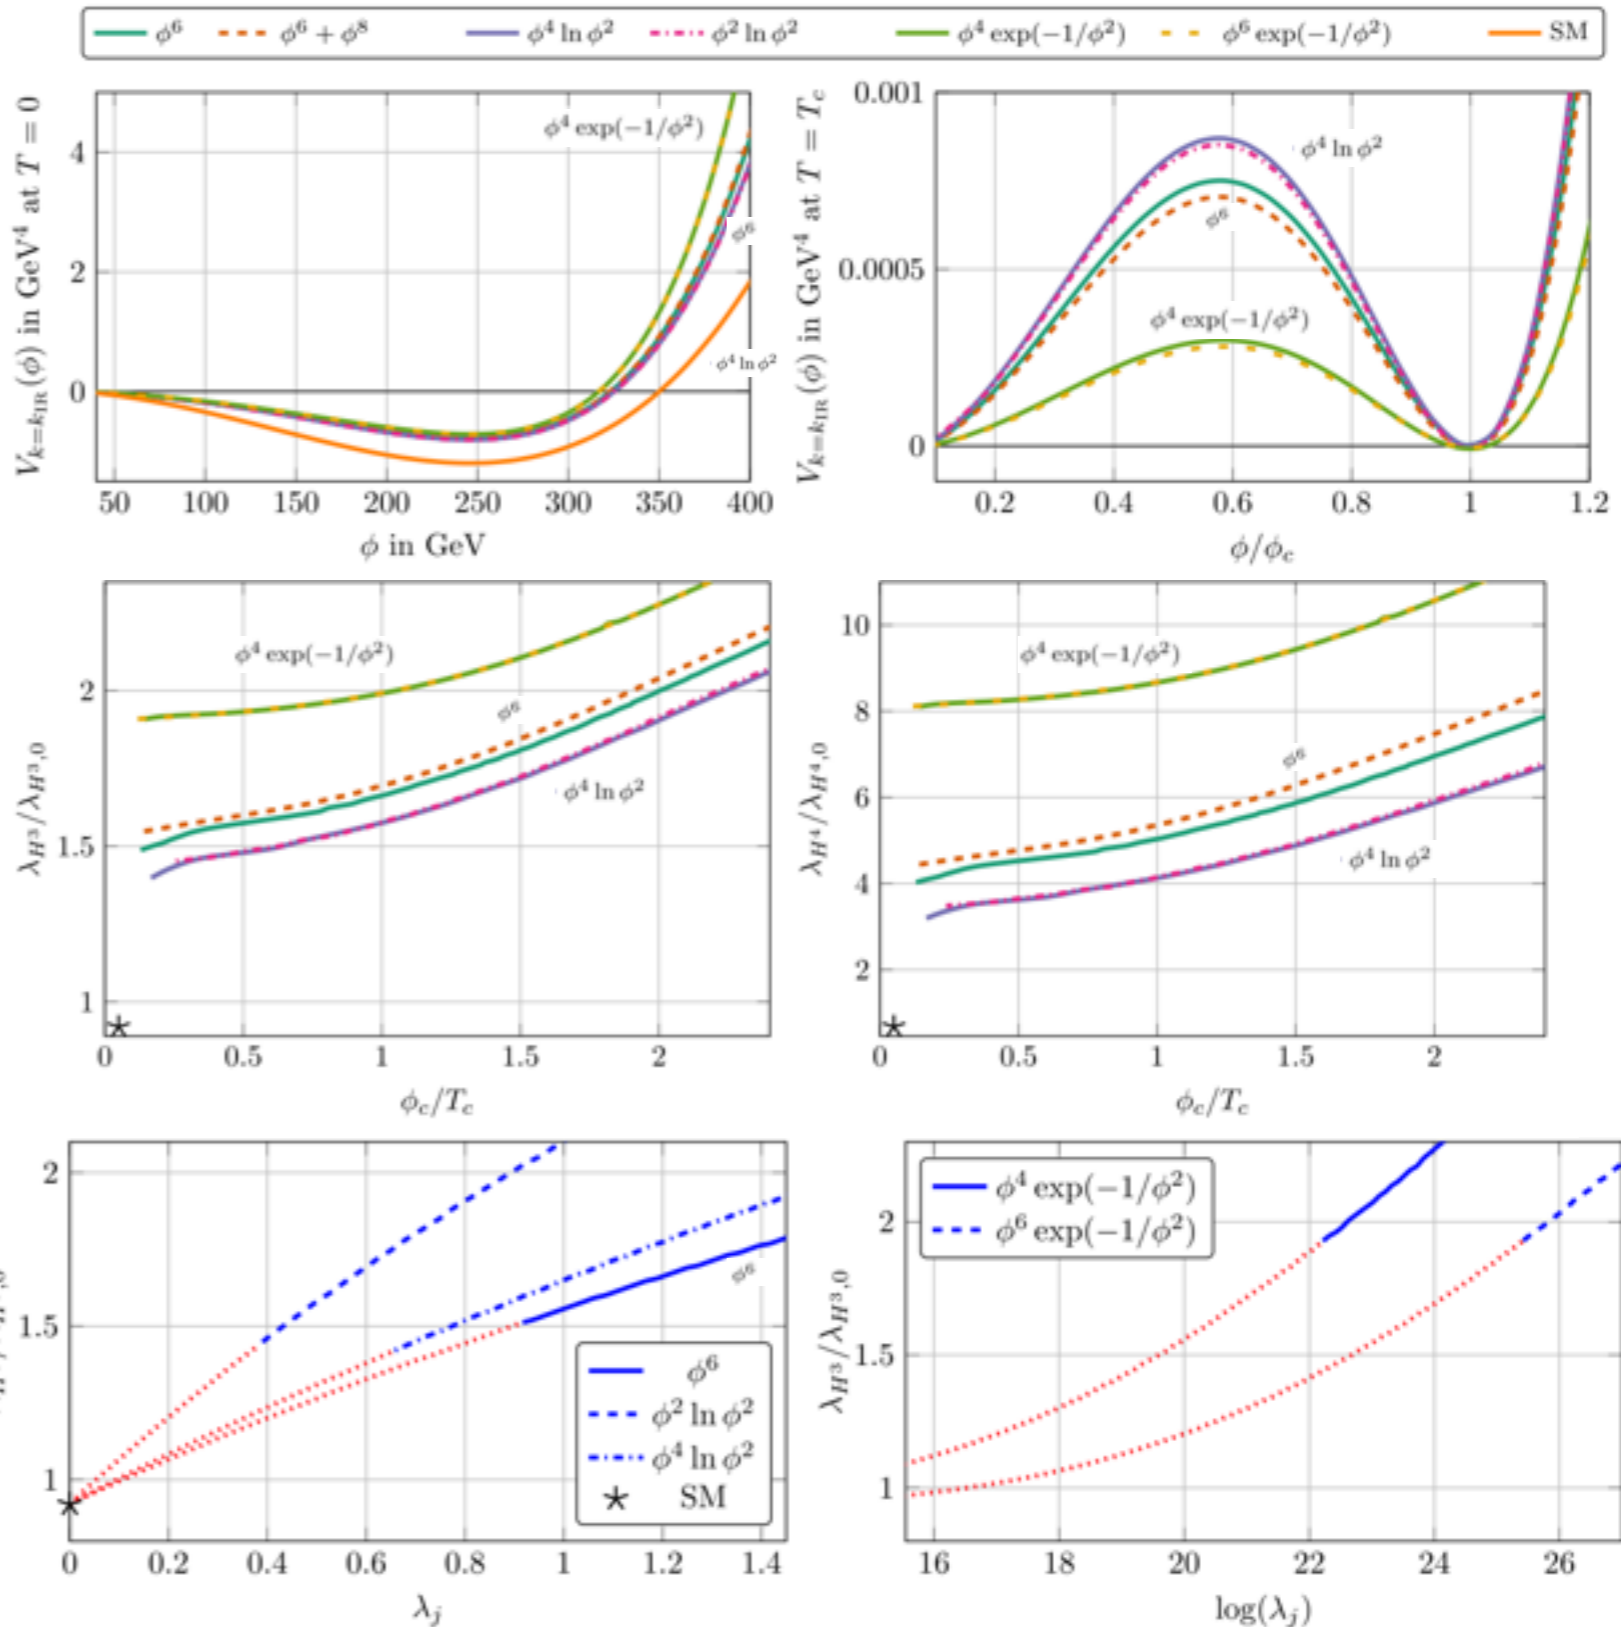 ϕ⁶ ϕ⁶ + ϕ⁸ ϕ⁴ ln ϕ² ϕ² ln ϕ² ϕ⁴ exp(−1/ϕ²) ϕ⁶ exp(−1/ϕ²) SM
V_{k=k_IR}(ϕ) in GeV⁴ at T = 0
4
2
0
ϕ⁴ exp(−1/ϕ²)
ϕ⁶
ϕ⁴ ln ϕ²
50 100 150 200 250 300 350 400
ϕ in GeV
V_{k=k_IR}(ϕ) in GeV⁴ at T = T_c
0.001
0.0005
0
ϕ⁴ ln ϕ²
ϕ⁶
ϕ⁴ exp(−1/ϕ²)
0.2 0.4 0.6 0.8 1 1.2
ϕ/ϕ_c
λ_{H³}/λ_{H³,0}
2
1.5
1
ϕ⁴ exp(−1/ϕ²)
ϕ⁶
ϕ⁴ ln ϕ²
0 0.5 1 1.5 2
ϕ_c/T_c
λ_{H⁴}/λ_{H⁴,0}
10
8
6
4
2
ϕ⁴ exp(−1/ϕ²)
ϕ⁶
ϕ⁴ ln ϕ²
0 0.5 1 1.5 2
ϕ_c/T_c
2
1.5
1
ϕ⁶
ϕ⁶
ϕ² ln ϕ²
ϕ⁴ ln ϕ²
SM
0 0.2 0.4 0.6 0.8 1 1.2 1.4
λ_j
λ_{H³}/λ_{H³,0}
2
1.5
1
ϕ⁴ exp(−1/ϕ²)
ϕ⁶ exp(−1/ϕ²)
16 18 20 22 24 26
log(λ_j)